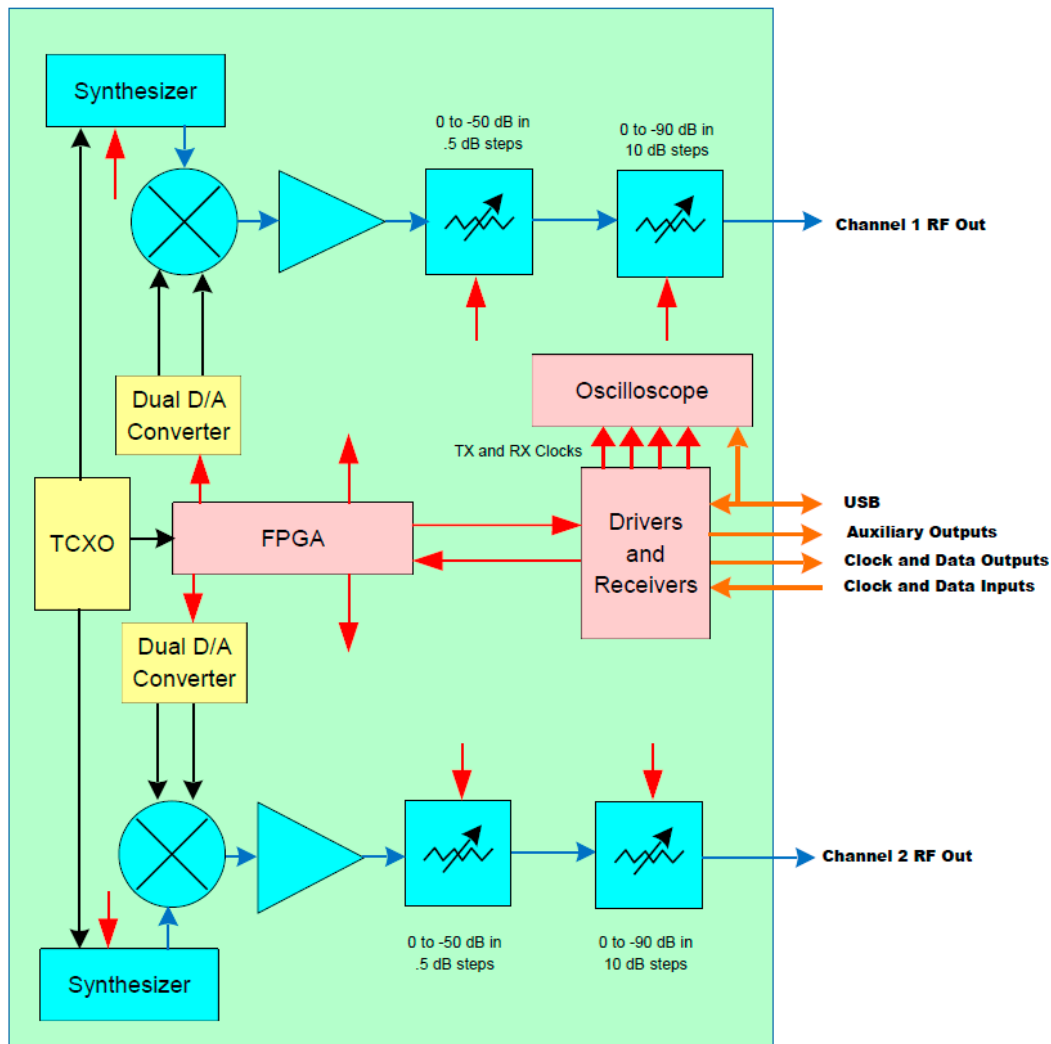 Synthesizer
0 to -50 dB in
.5 dB steps
0 to -90 dB in
10 dB steps
Channel 1 RF Out
Dual D/A
Converter
Oscilloscope
TX and RX Clocks
TCXO
FPGA
Drivers
and
Receivers
USB
Auxiliary Outputs
Clock and Data Outputs
Clock and Data Inputs
Dual D/A
Converter
Channel 2 RF Out
0 to -50 dB in
.5 dB steps
0 to -90 dB in
10 dB steps
Synthesizer